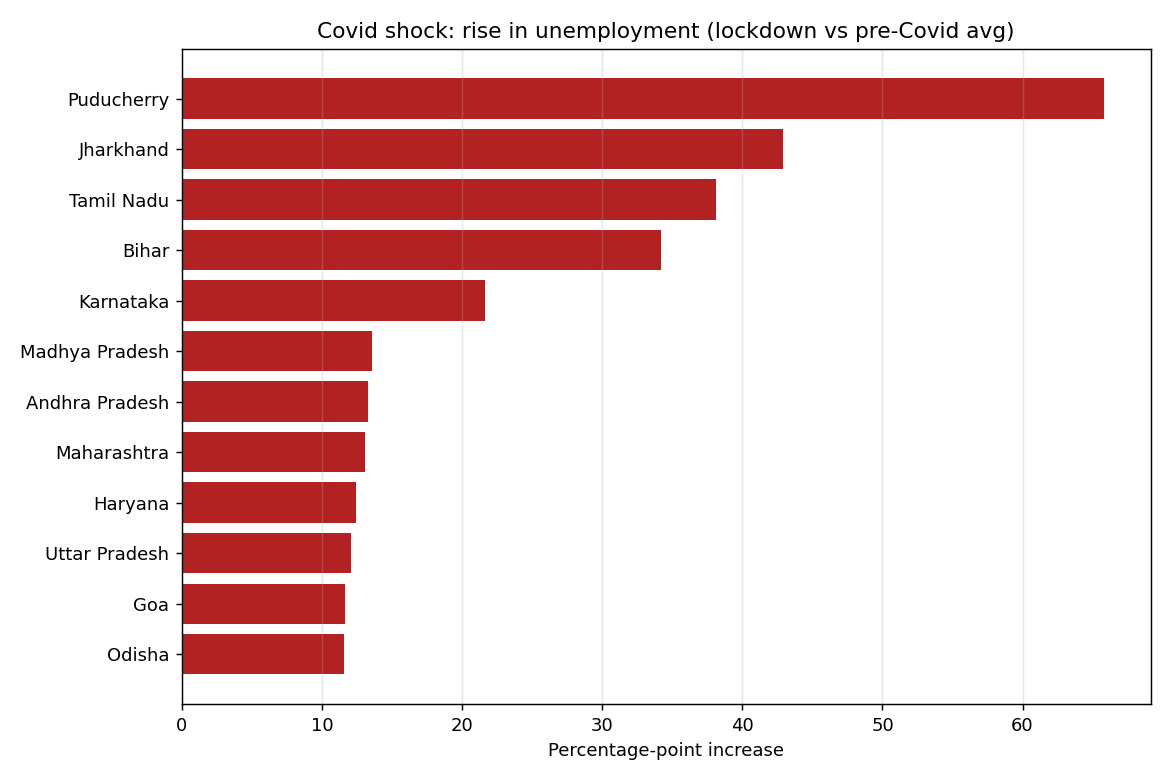 Covid shock: rise in unemployment (lockdown vs pre-Covid avg)
Puducherry
Jharkhand
Tamil Nadu
Bihar
Karnataka
Madhya Pradesh
Andhra Pradesh
Maharashtra
Haryana
Uttar Pradesh
Goa
Odisha
0 10 20 30 40 50 60
Percentage-point increase